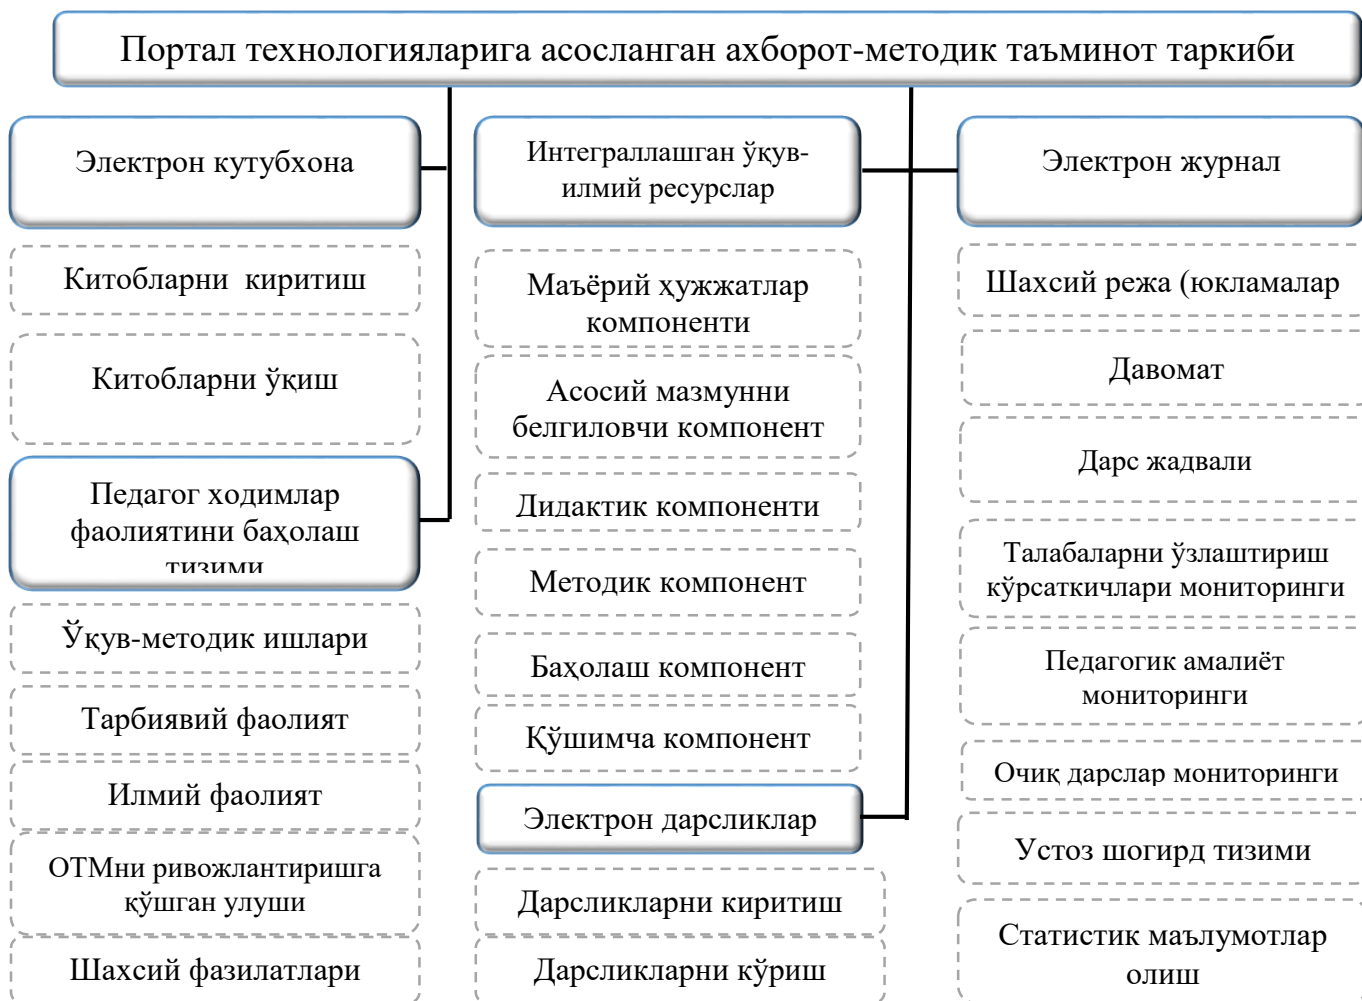 Портал технологияларига асосланган ахборот-методик таъминот таркиби
Электрон кутубхона
Китобларни киритиш
Китобларни ўқиш
Педагог ходимлар
фаолиятини баҳолаш
тизими
Ўқув-методик ишлари
Тарбиявий фаолият
Илмий фаолият
ОТМни ривожлантиришга
қўшган улуши
Шахсий фазилатлари
Интеграллашган ўқув-
илмий ресурслар
Маъёрий ҳужжатлар
компоненти
Асосий мазмунни
белгиловчи компонент
Дидактик компоненти
Методик компонент
Баҳолаш компонент
Қўшимча компонент
Электрон дарсликлар
Дарсликларни киритиш
Дарсликларни кўриш
Электрон журнал
Шахсий режа (юкламалар
Давомат
Дарс жадвали
Талабаларни ўзлаштириш
кўрсаткичлари мониторинги
Педагогик амалиёт
мониторинги
Очиқ дарслар мониторинги
Устоз шогирд тизими
Статистик маълумотлар
олиш